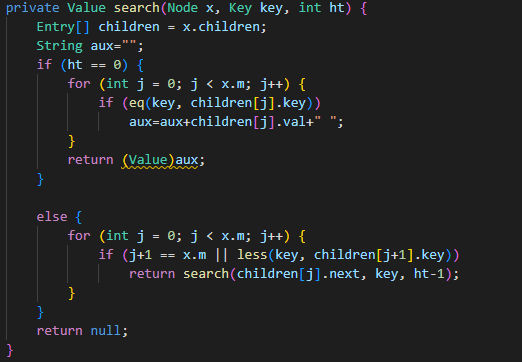 private Value search(Node x, Key key, int ht) {
    Entry[] children = x.children;
    String aux="";
    if (ht == 0) {
        for (int j = 0; j < x.m; j++) {
            if (eq(key, children[j].key))
                aux=aux+children[j].val+" ";
        }
        return (Value)aux;
    }

    else {
        for (int j = 0; j < x.m; j++) {
            if (j+1 == x.m || less(key, children[j+1].key))
                return search(children[j].next, key, ht-1);
        }
    }
    return null;
}